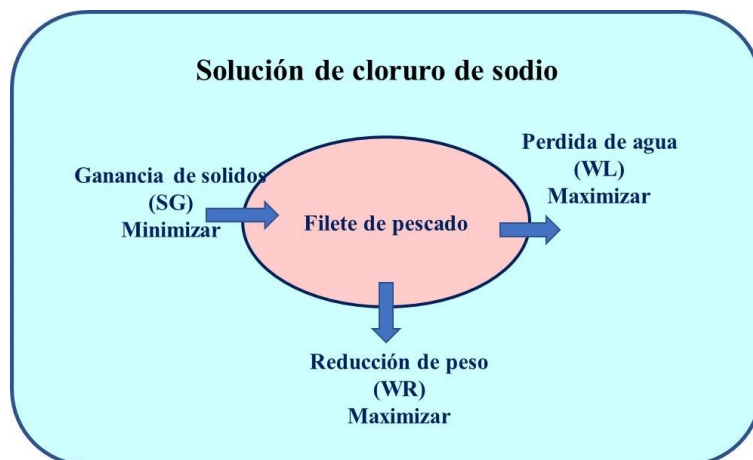 Solución de cloruro de sodio
Ganancia de solidos
(SG)
Minimizar
Filete de pescado
Perdida de agua
(WL)
Maximizar
Reducción de peso
(WR)
Maximizar